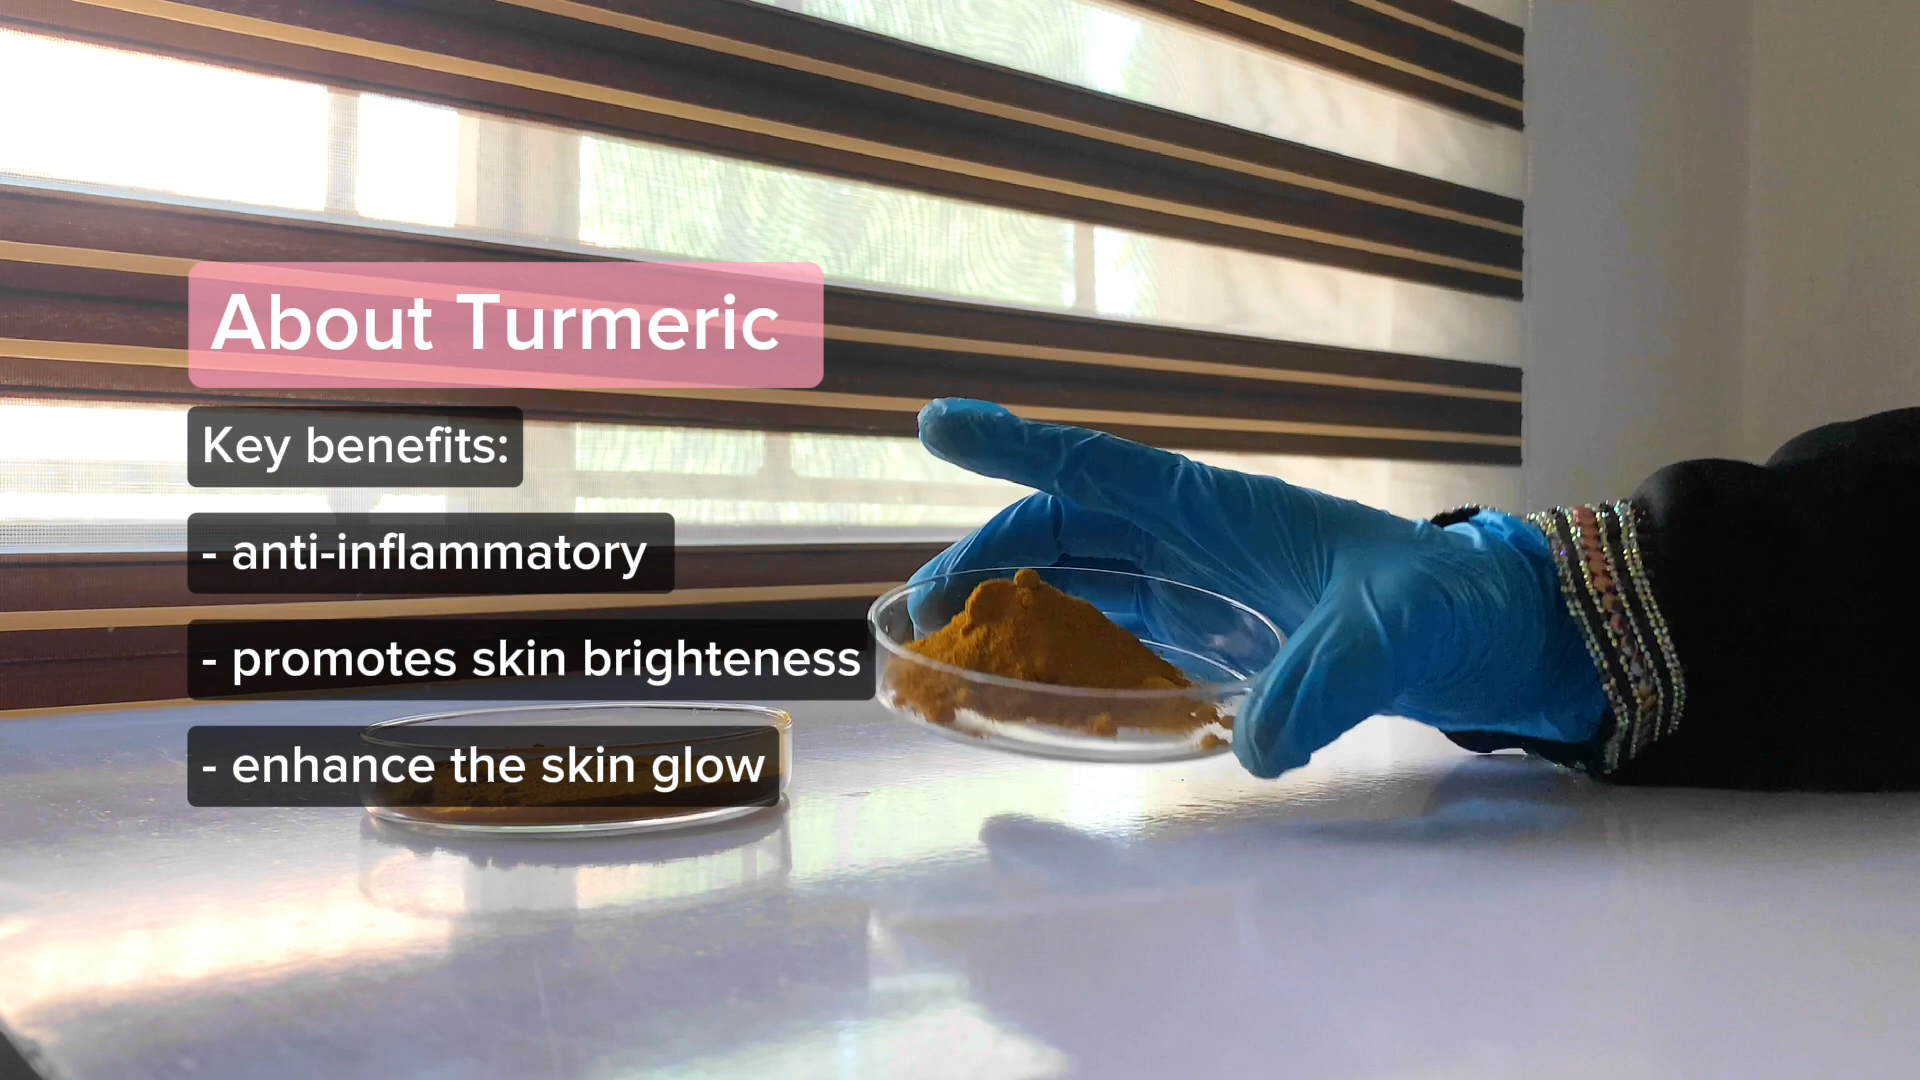 About Turmeric
Key benefits:
- anti-inflammatory
- promotes skin brighteness
- enhance the skin glow